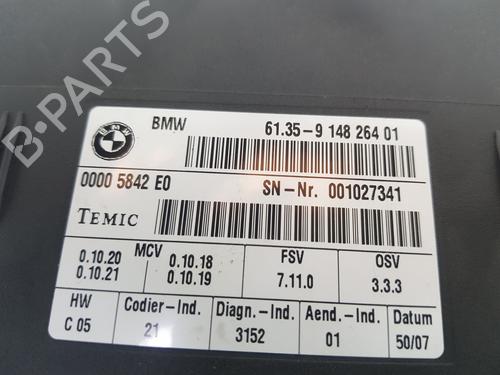 BMW 61.35-9 148 264 01
0000 5842 E0 SN-Nr. 001027341
TEMIC
MCV FSV OSV
0.10.20 0.10.18
0.10.21 0.10.19 7.11.0 3.3.3
HW Codier-Ind. Diagn.-Ind. Aend.-Ind. Datum
C 05 21 3152 01 50/07